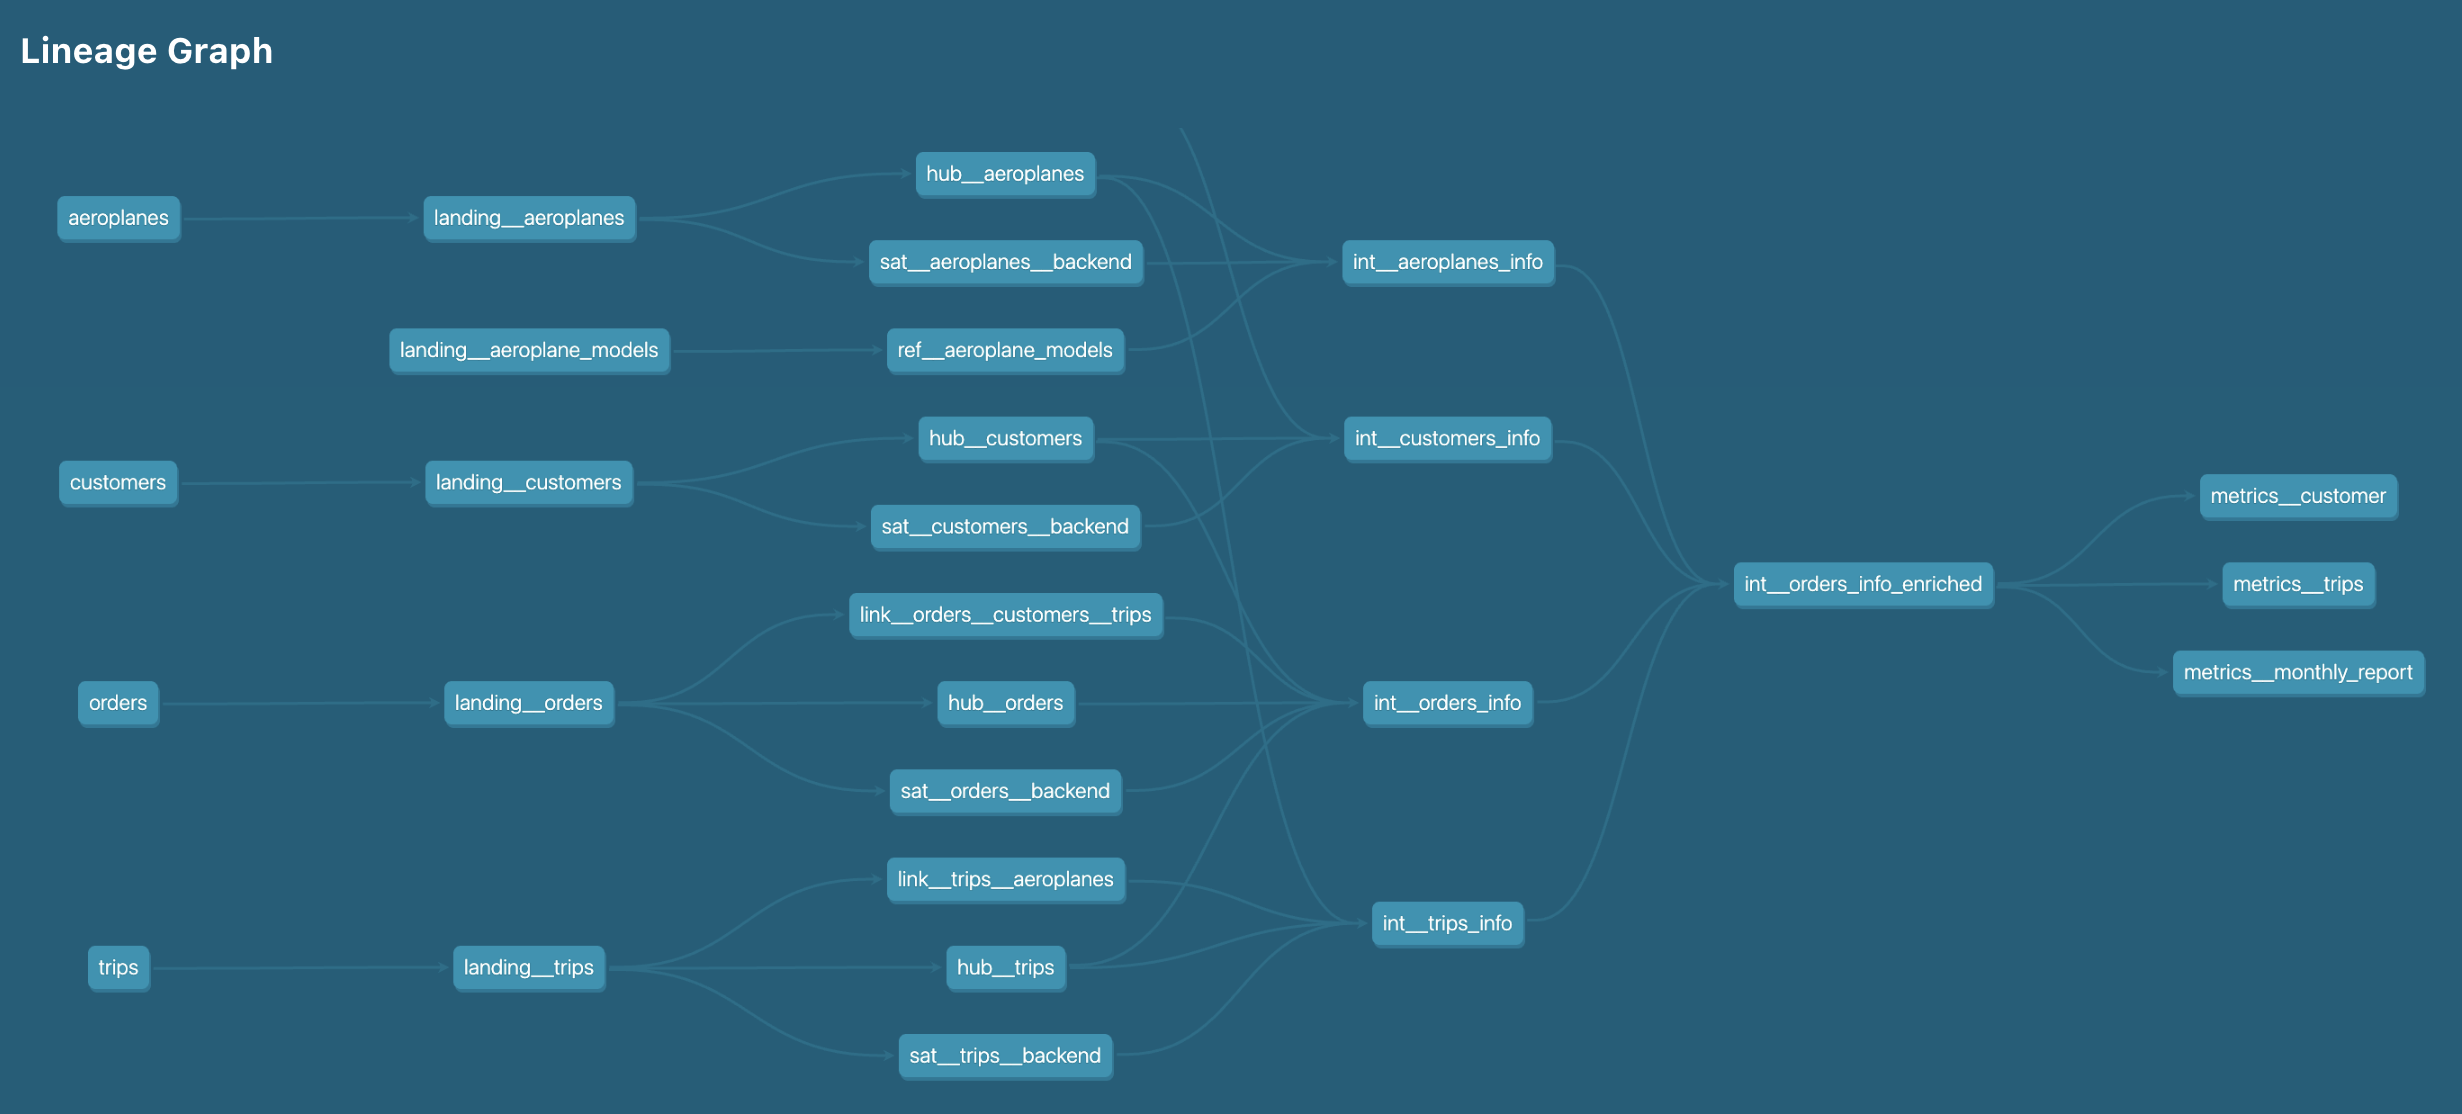 Lineage Graph
aeroplanes
landing__aeroplanes
hub__aeroplanes
sat__aeroplanes__backend
int__aeroplanes_info
landing__aeroplane_models
ref__aeroplane_models
customers
landing__customers
hub__customers
sat__customers__backend
int__customers_info
orders
landing__orders
link__orders__customers__trips
hub__orders
sat__orders__backend
int__orders_info
trips
landing__trips
link__trips__aeroplanes
hub__trips
sat__trips__backend
int__trips_info
int__orders_info_enriched
metrics__customer
metrics__trips
metrics__monthly_report